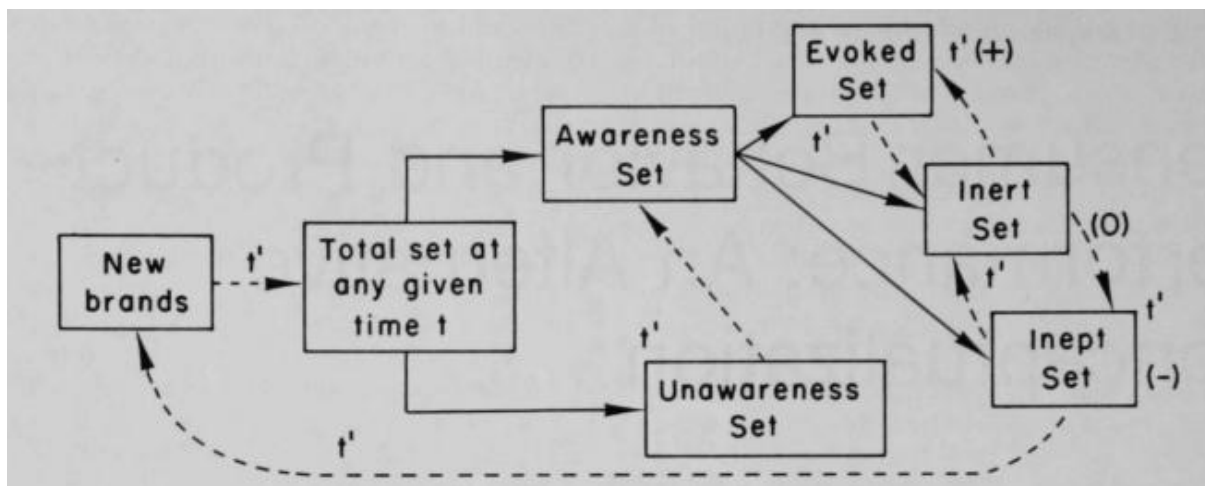 Evoked
Set
t' (+)
t'
Awareness
Set
Inert
Set
(O)
New
brands
t'
Total set at
any given
time t
t'
t'
Inept
Set
(-)
t'
Unawareness
Set
t'